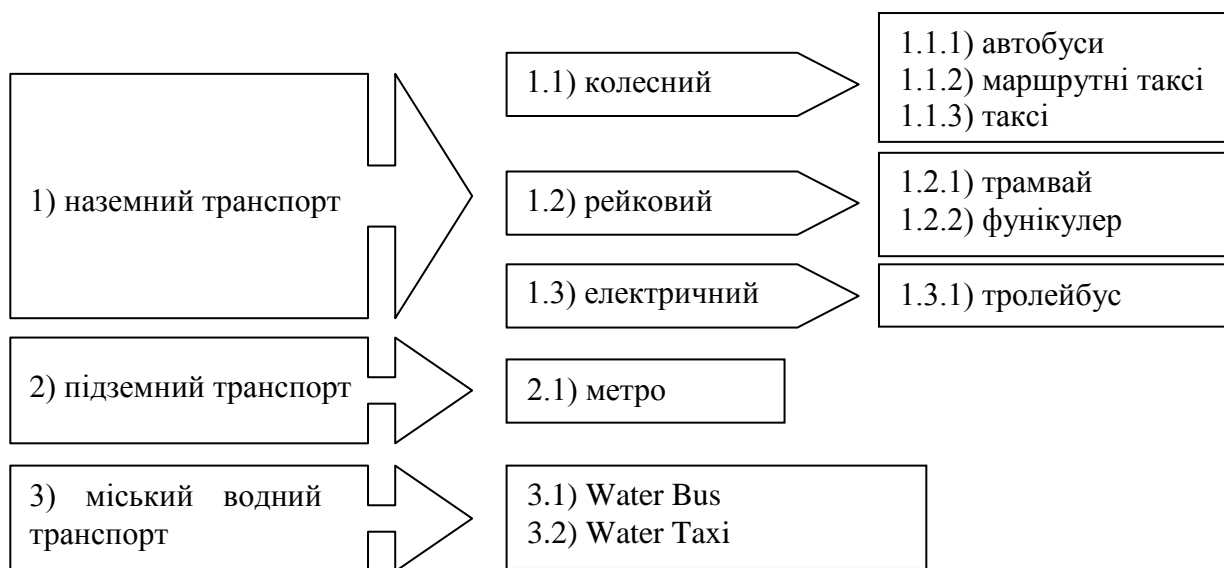 1) наземний транспорт
1.1) колесний
1.1.1) автобуси
1.1.2) маршрутні таксі
1.1.3) таксі
1.2) рейковий
1.2.1) трамвай
1.2.2) фунікулер
1.3) електричний
1.3.1) тролейбус
2) підземний транспорт
2.1) метро
3) міський водний
транспорт
3.1) Water Bus
3.2) Water Taxi